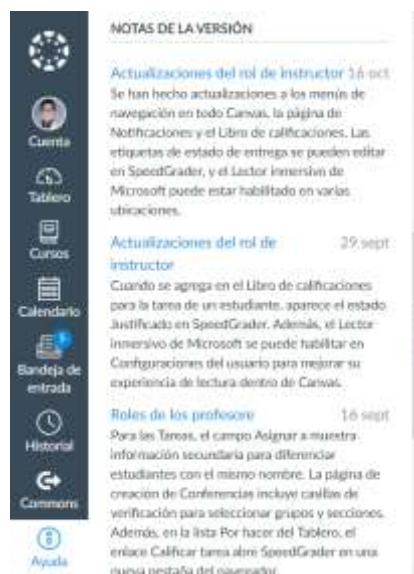 NOTAS DE LA VERSIÓN
Actualizaciones del rol de instructor 16 oct
Se han hecho actualizaciones a los menús de
navegación en todo Canvas, la página de
Notificaciones y el Libro de calificaciones. Las
etiquetas de estado de entrega se pueden editar
en SpeedGrader, y el Lector inmersivo de
Microsoft puede estar habilitado en varias
ubicaciones.
Actualizaciones del rol de 29 sept
instructor
Cuando se agrega en el Libro de calificaciones
para la tarea de un estudiante, aparece el estado
Justificado en SpeedGrader. Además, el Lector
inmersivo de Microsoft se puede habilitar en
Configuraciones del usuario para mejorar su
experiencia de lectura dentro de Canvas.
Roles de los profesore 16 sept
Para las Tareas, el campo Asignar a muestra
información secundaria para diferenciar
estudiantes con el mismo nombre. La página de
creación de Conferencias incluye casillas de
verificación para seleccionar grupos y secciones.
Además, en la lista Por hacer del Tablero, el
enlace Calificar tarea abre SpeedGrader en una
nueva pestaña del navegador.
Cuenta
Tablero
Cursos
Calendario
Bandeja de
entrada
Historial
Commons
Ayuda